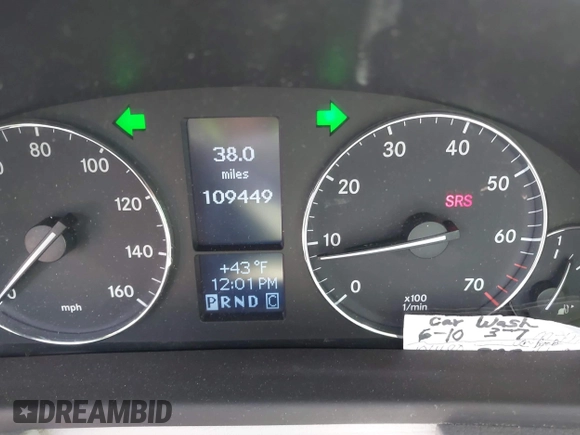 80
100
120
140
160
mph
38.0
miles
109449
+43°F
12:01 PM
PRND C
0
10
20
30
40
50
60
70
SRS
x100
1/min
1
Car Wash
6-10 3-7
DREAMBID